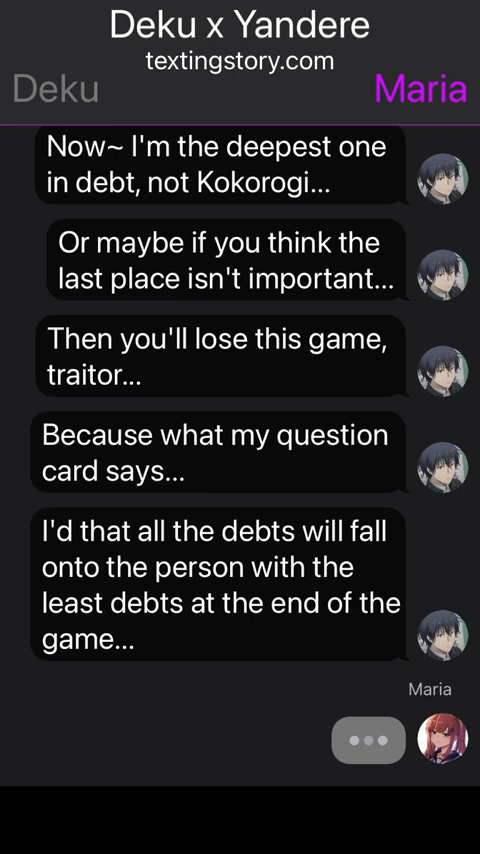 Deku x Yandere
textingstory.com
Deku
Maria
Now~ I'm the deepest one
in debt, not Kokorogi...
Or maybe if you think the
last place isn't important...
Then you'll lose this game,
traitor...
Because what my question
card says...
I'd that all the debts will fall
onto the person with the
least debts at the end of the
game...
Maria